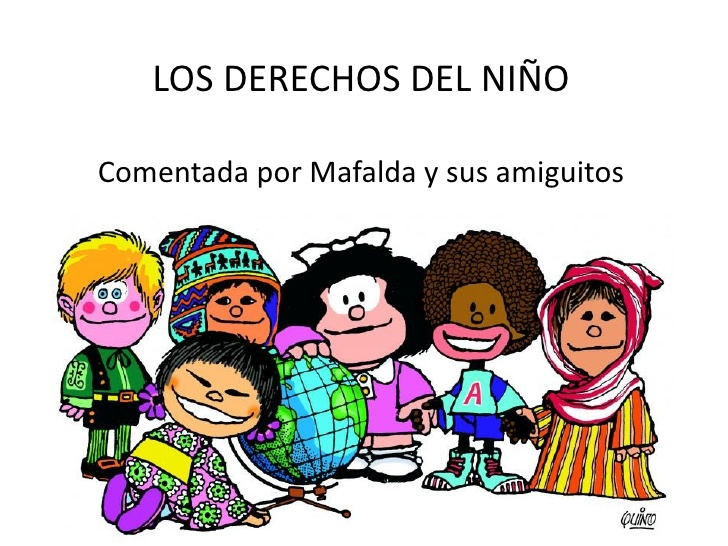 LOS DERECHOS DEL NIÑO
Comentada por Mafalda y sus amiguitos
A
QUINO